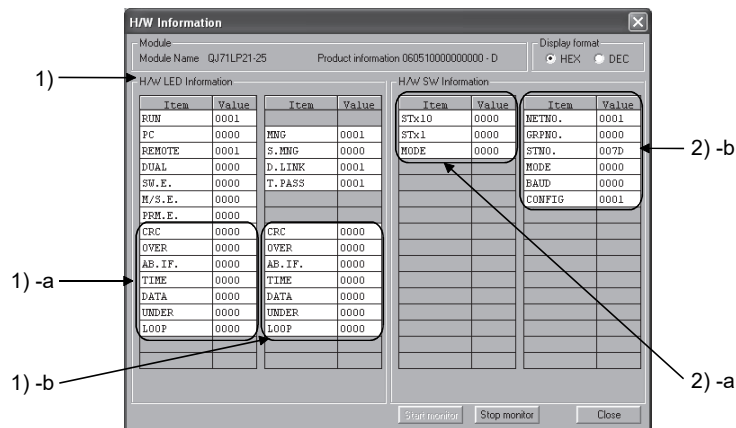 H/W Information
Module
Module Name QJ71LP21-25 Product information 060510000000000 - D
Display format
HEX DEC
1)
H/W LED Information
Item Value Item Value
RUN 0001
PC 0000 MNG 0001
REMOTE 0001 S.MNG 0000
DUAL 0000 D.LINK 0001
SW.E. 0000 T.PASS 0001
M/S.E. 0000
PRM.E. 0000
CRC 0000 CRC 0000
OVER 0000 OVER 0000
AB.IF. 0000 AB.IF. 0000
TIME 0000 TIME 0000
DATA 0000 DATA 0000
UNDER 0000 UNDER 0000
LOOP 0000 LOOP 0000
1) -a
1) -b
H/W SW Information
Item Value Item Value
STx10 0000 NETNO. 0001
STx1 0000 GRPNO. 0000
MODE 0000 STNO. 007D
MODE 0000
BAUD 0000
CONFIG 0001
2) -b
2) -a
Start monitor Stop monitor Close